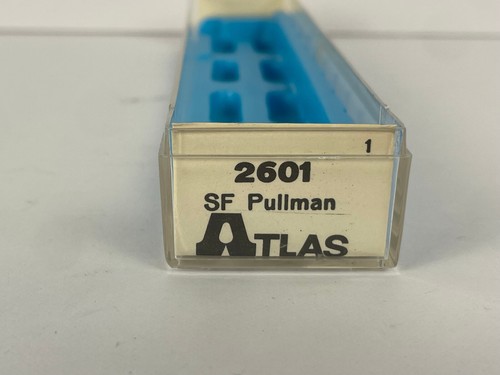 1
2601
SF Pullman
ATLAS